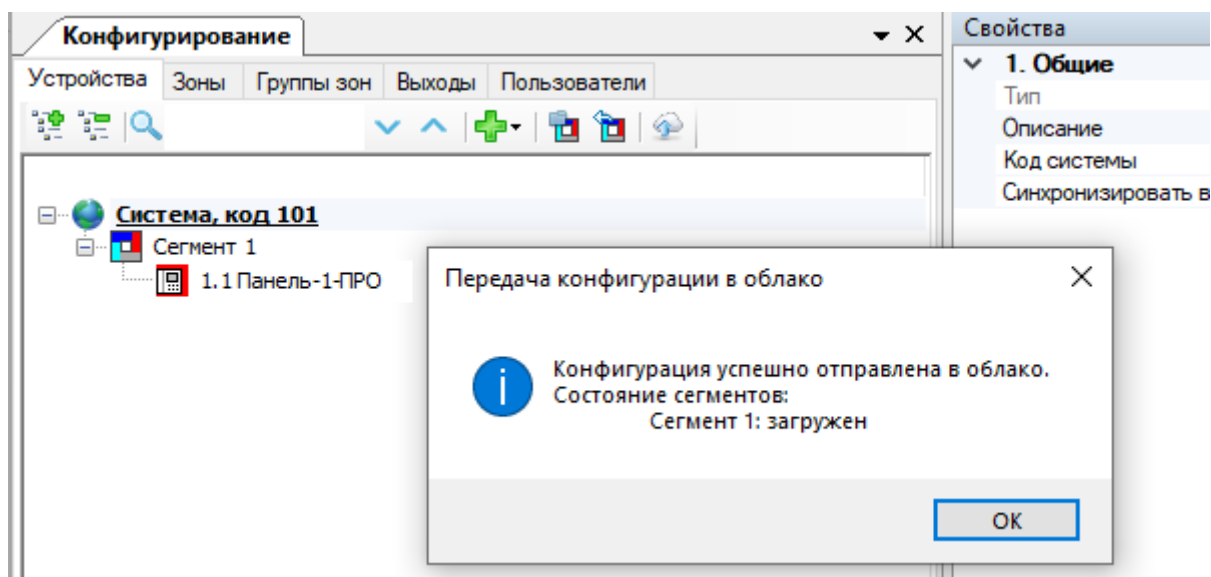 Конфигурирование
Свойства
Устройства Зоны Группы зон Выходы Пользователи
1. Общие
Тип
Описание
Код системы
Синхронизировать в
Система, код 101
Сегмент 1
1.1 Панель-1-ПРО
Передача конфигурации в облако
Конфигурация успешно отправлена в облако.
Состояние сегментов:
Сегмент 1: загружен
ОК